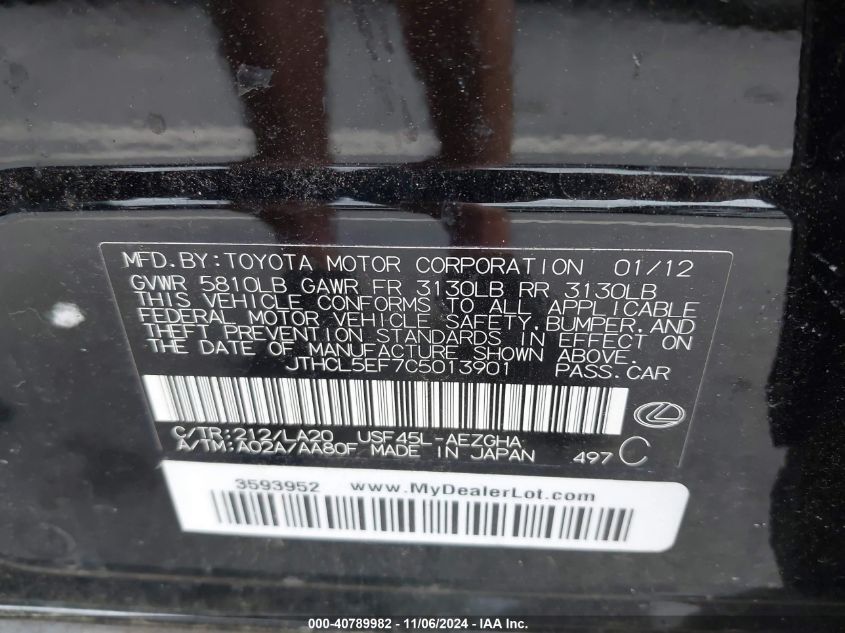 MFD. BY: TOYOTA MOTOR CORPORATION 01/12
GVWR 5810LB GAWR FR 3130LB RR 3130LB
THIS VEHICLE CONFORMS TO ALL APPLICABLE
FEDERAL MOTOR VEHICLE SAFETY, BUMPER, AND
THEFT PREVENTION STANDARDS IN EFFECT ON
THE DATE OF MANUFACTURE SHOWN ABOVE.
JTHCL5EF7C5013901 PASS. CAR
C/TR: 212/LA20 USF45L-AEZGHA
A/TM: A02A/AA80F MADE IN JAPAN 497 C
3593952 www.MyDealerLot.com
000-40789982 - 11/06/2024 - IAA Inc.